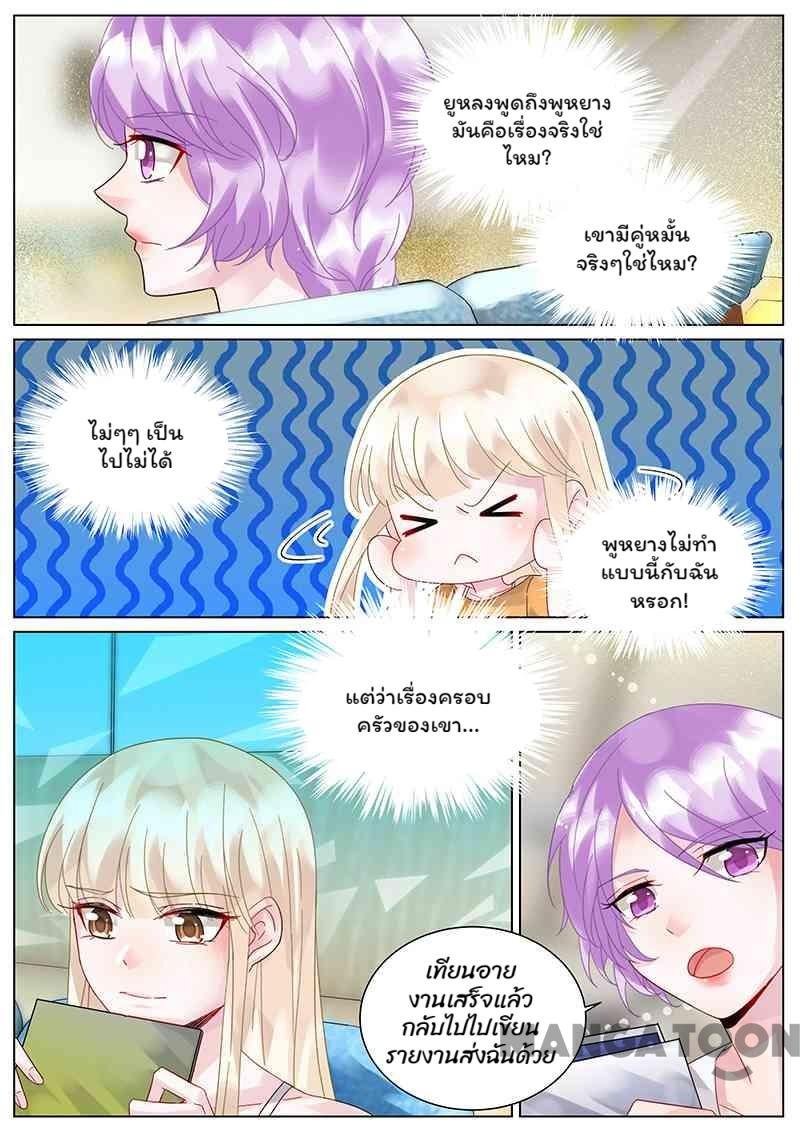 ยูหลงพูดถึงพูหยาง
มันคือเรื่องจริงใช่
ไหม?
เขามีคู่หมั้น
จริงๆใช่ไหม?
ไม่ๆๆ เป็น
ไปไม่ได้
พูหยางไม่ทำ
แบบนี้กับฉัน
หรอก!
แต่ว่าเรื่องครอบ
ครัวของเขา...
เทียนอาย
งานเสร็จแล้ว
กลับไปไปเขียน
รายงานส่งฉันด้วย
MANGATOON